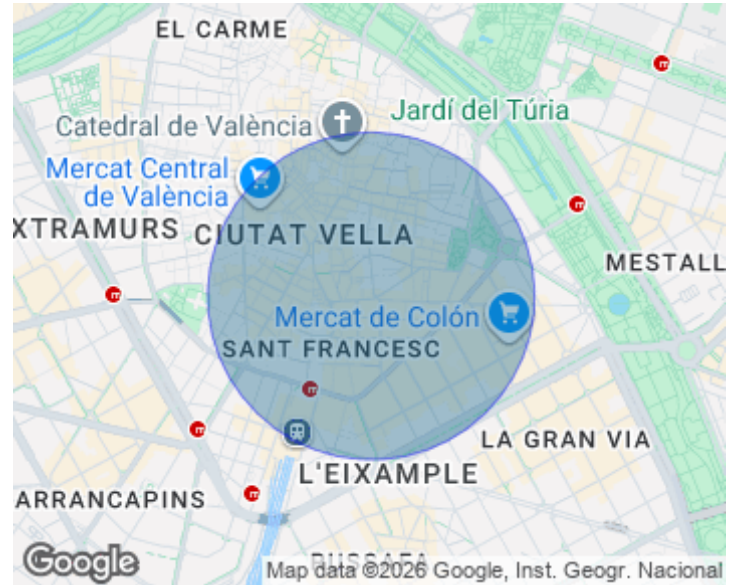 EL CARME
Catedral de València
Jardí del Túria
Mercat Central
de València
XTRAMURS
CIUTAT VELLA
MESTALL
Mercat de Colón
SANT FRANCESC
LA GRAN VIA
L'EIXAMPLE
ARRANCAPINS
RUSSAFA
Google
Map data ©2026 Google, Inst. Geogr. Nacional